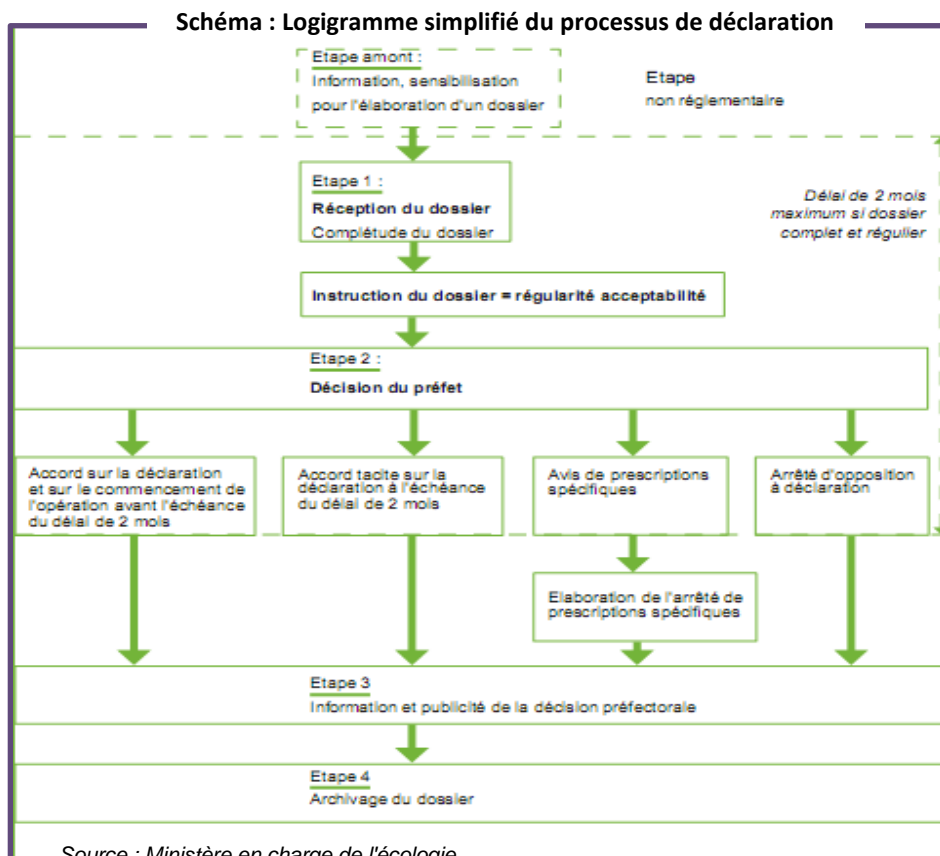 Schéma : Logigramme simplifié du processus de déclaration
Etape amont :
Information, sensibilisation
pour l'élaboration d'un dossier
Etape
non réglementaire
Etape 1 :
Réception du dossier
Complétude du dossier
Délai de 2 mois
maximum si dossier
complet et régulier
Instruction du dossier = régularité acceptabilité
Etape 2 :
Décision du préfet
Accord sur la déclaration
et sur le commencement de
l'opération avant l'échéance
du délai de 2 mois
Accord tacite sur la
déclaration à l'échéance
du délai de 2 mois
Avis de prescriptions
spécifiques
Arrêté d'opposition
à déclaration
Elaboration de l'arrêté de
prescriptions spécifiques
Etape 3
Information et publicité de la décision préfectorale
Etape 4
Archivage du dossier
Source : Ministère en charge de l'écologie